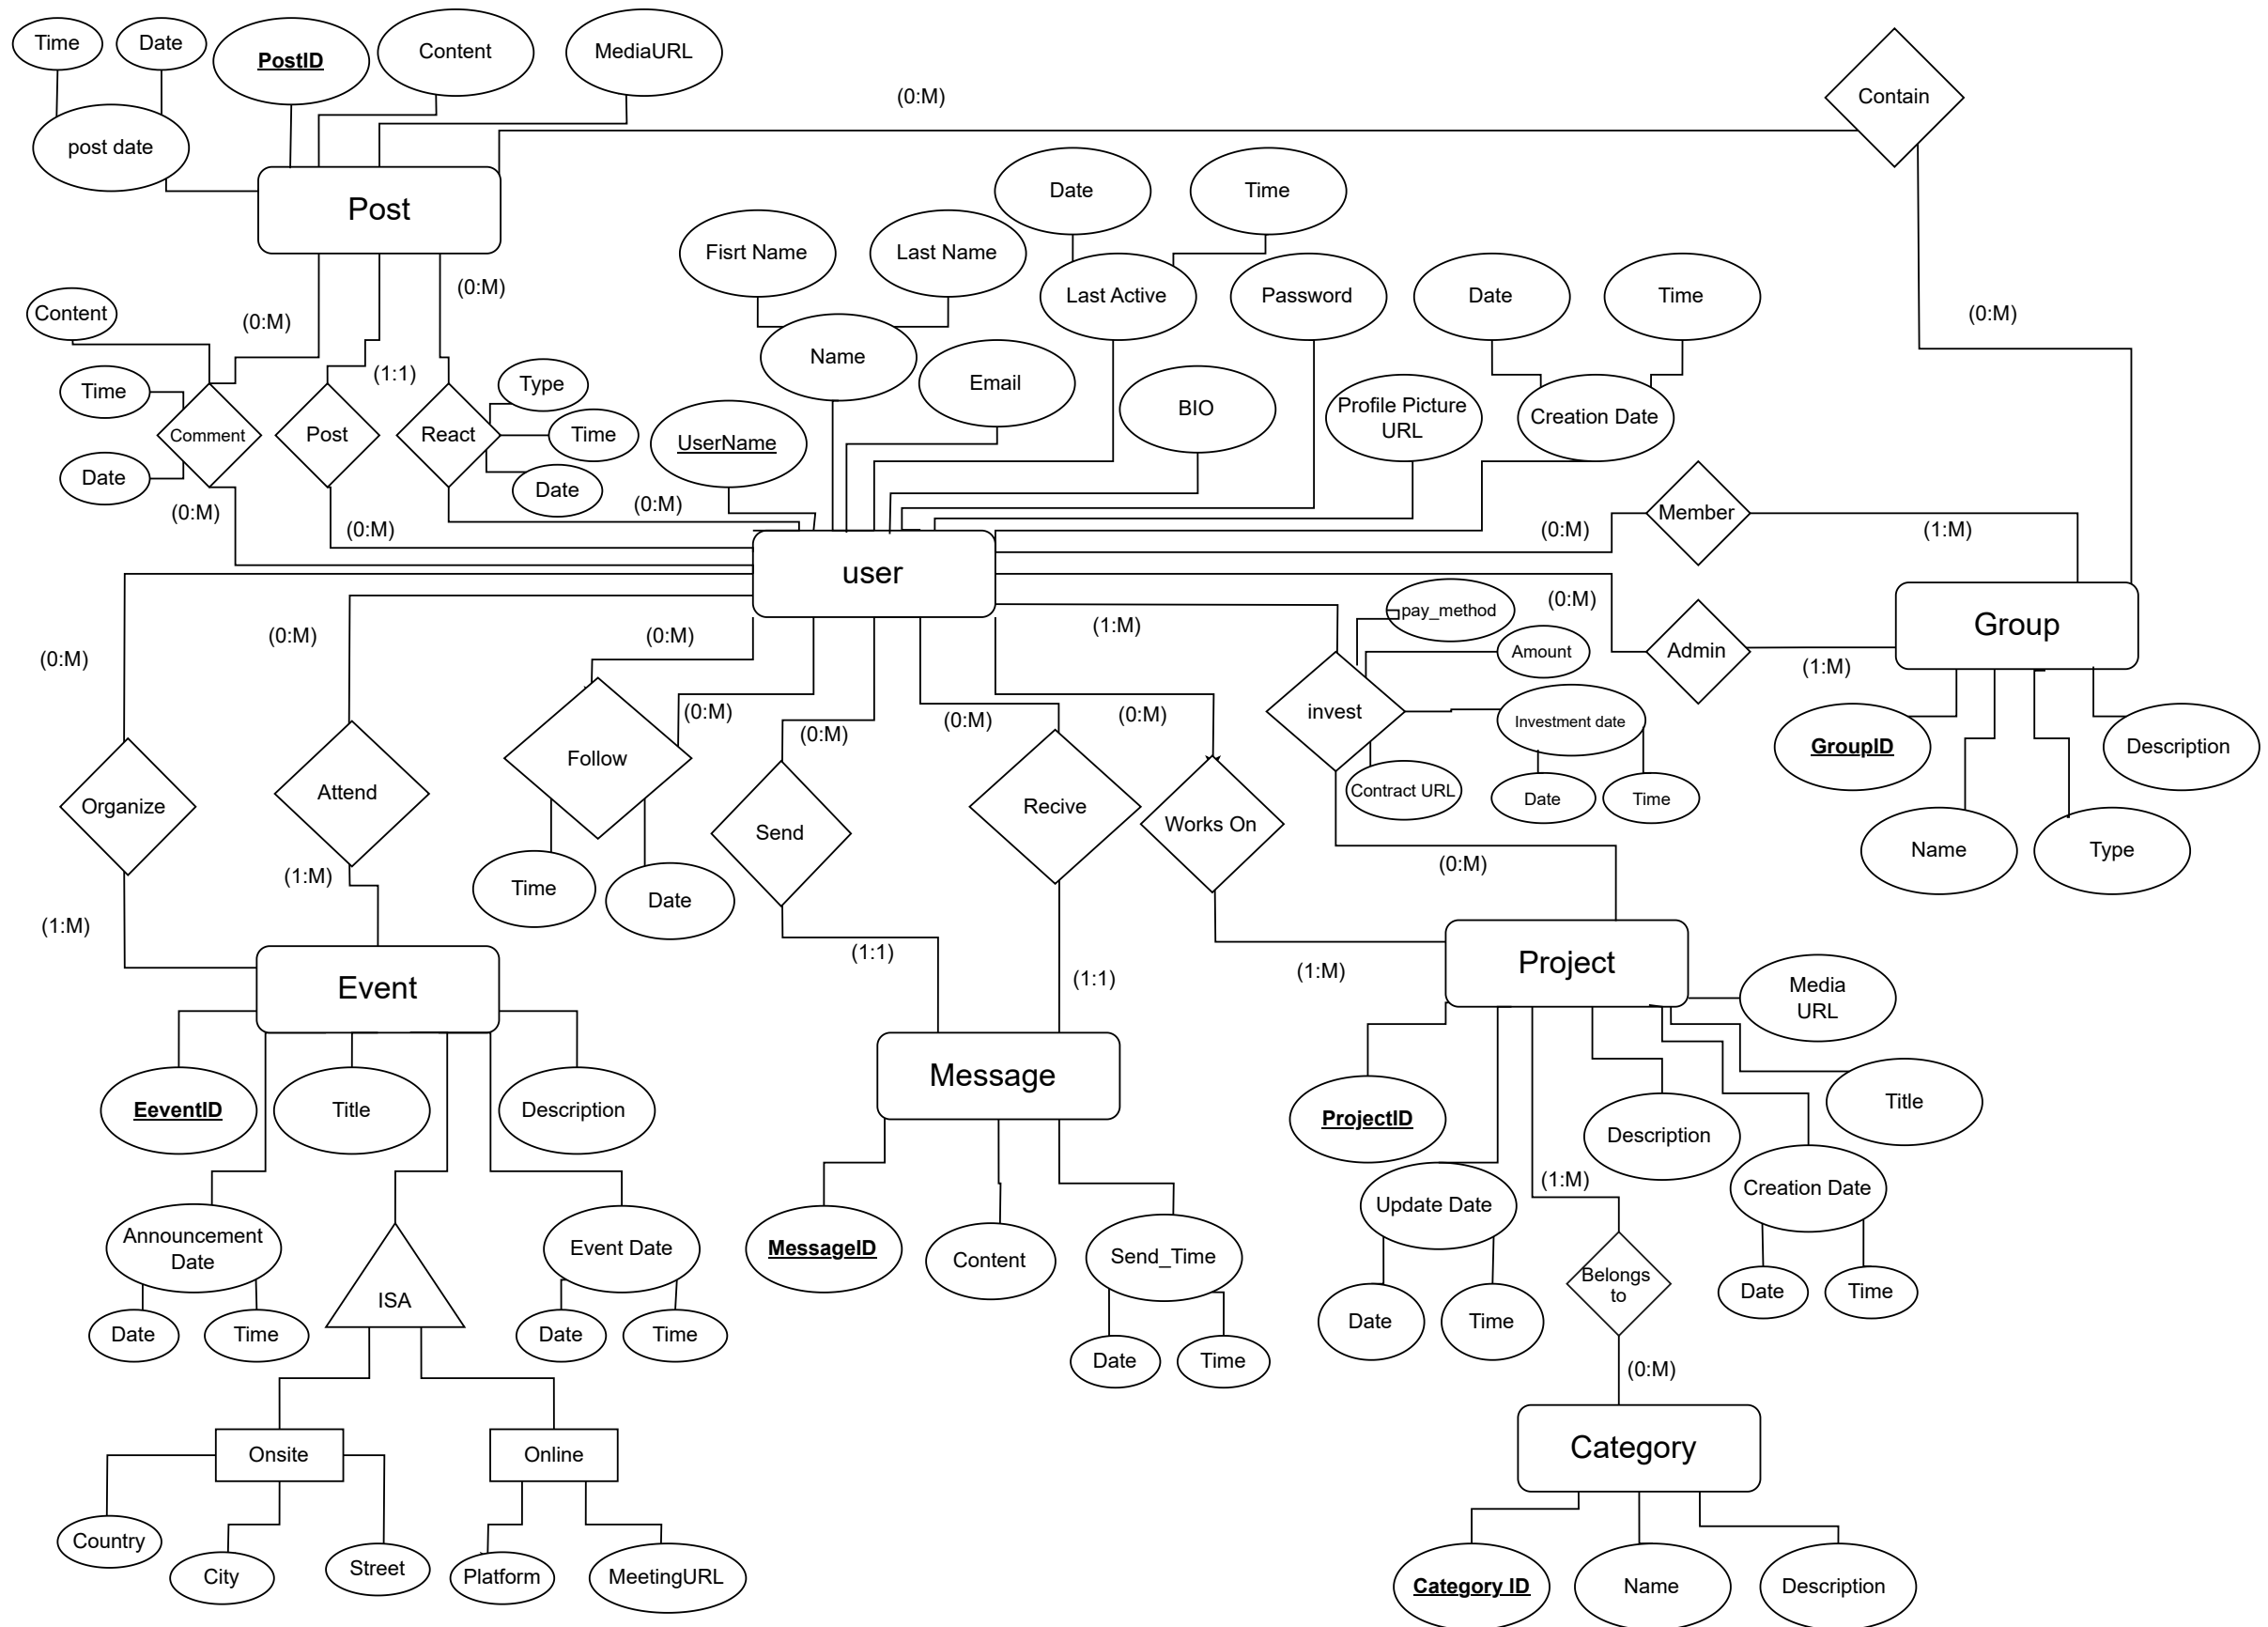 Time
Date
PostID
Content
MediaURL
(0:M)
Contain
post date
Post
Date
Time
Fisrt Name
Last Name
(0:M)
Last Active
Password
Date
Time
Content
(0:M)
(0:M)
Name
(1:1)
Type
Email
Time
BIO
Profile Picture
URL
Creation Date
Comment
Post
React
Time
UserName
Date
Date
(0:M)
(0:M)
(0:M)
Member
(0:M)
(0:M)
(1:M)
user
pay_method
(0:M)
Group
(0:M)
(0:M)
(0:M)
(1:M)
Amount
Admin
(1:M)
(0:M)
(0:M)
(0:M)
(0:M)
(0:M)
invest
Investment date
GroupID
Description
Follow
Organize
Attend
Recive
Contract URL
Date
Time
Send
Works On
Name
Type
(1:M)
Time
Date
(0:M)
(1:M)
(1:1)
(1:1)
(1:M)
Project
Event
Media
URL
Message
EeventID
Title
Description
ProjectID
Description
Title
(1:M)
Update Date
Creation Date
Announcement
Date
Event Date
MessageID
Content
Send_Time
Belongs
to
ISA
Date
Time
Date
Time
Date
Time
Date
Time
Date
Time
(0:M)
Onsite
Online
Category
Country
City
Street
Platform
MeetingURL
Category ID
Name
Description